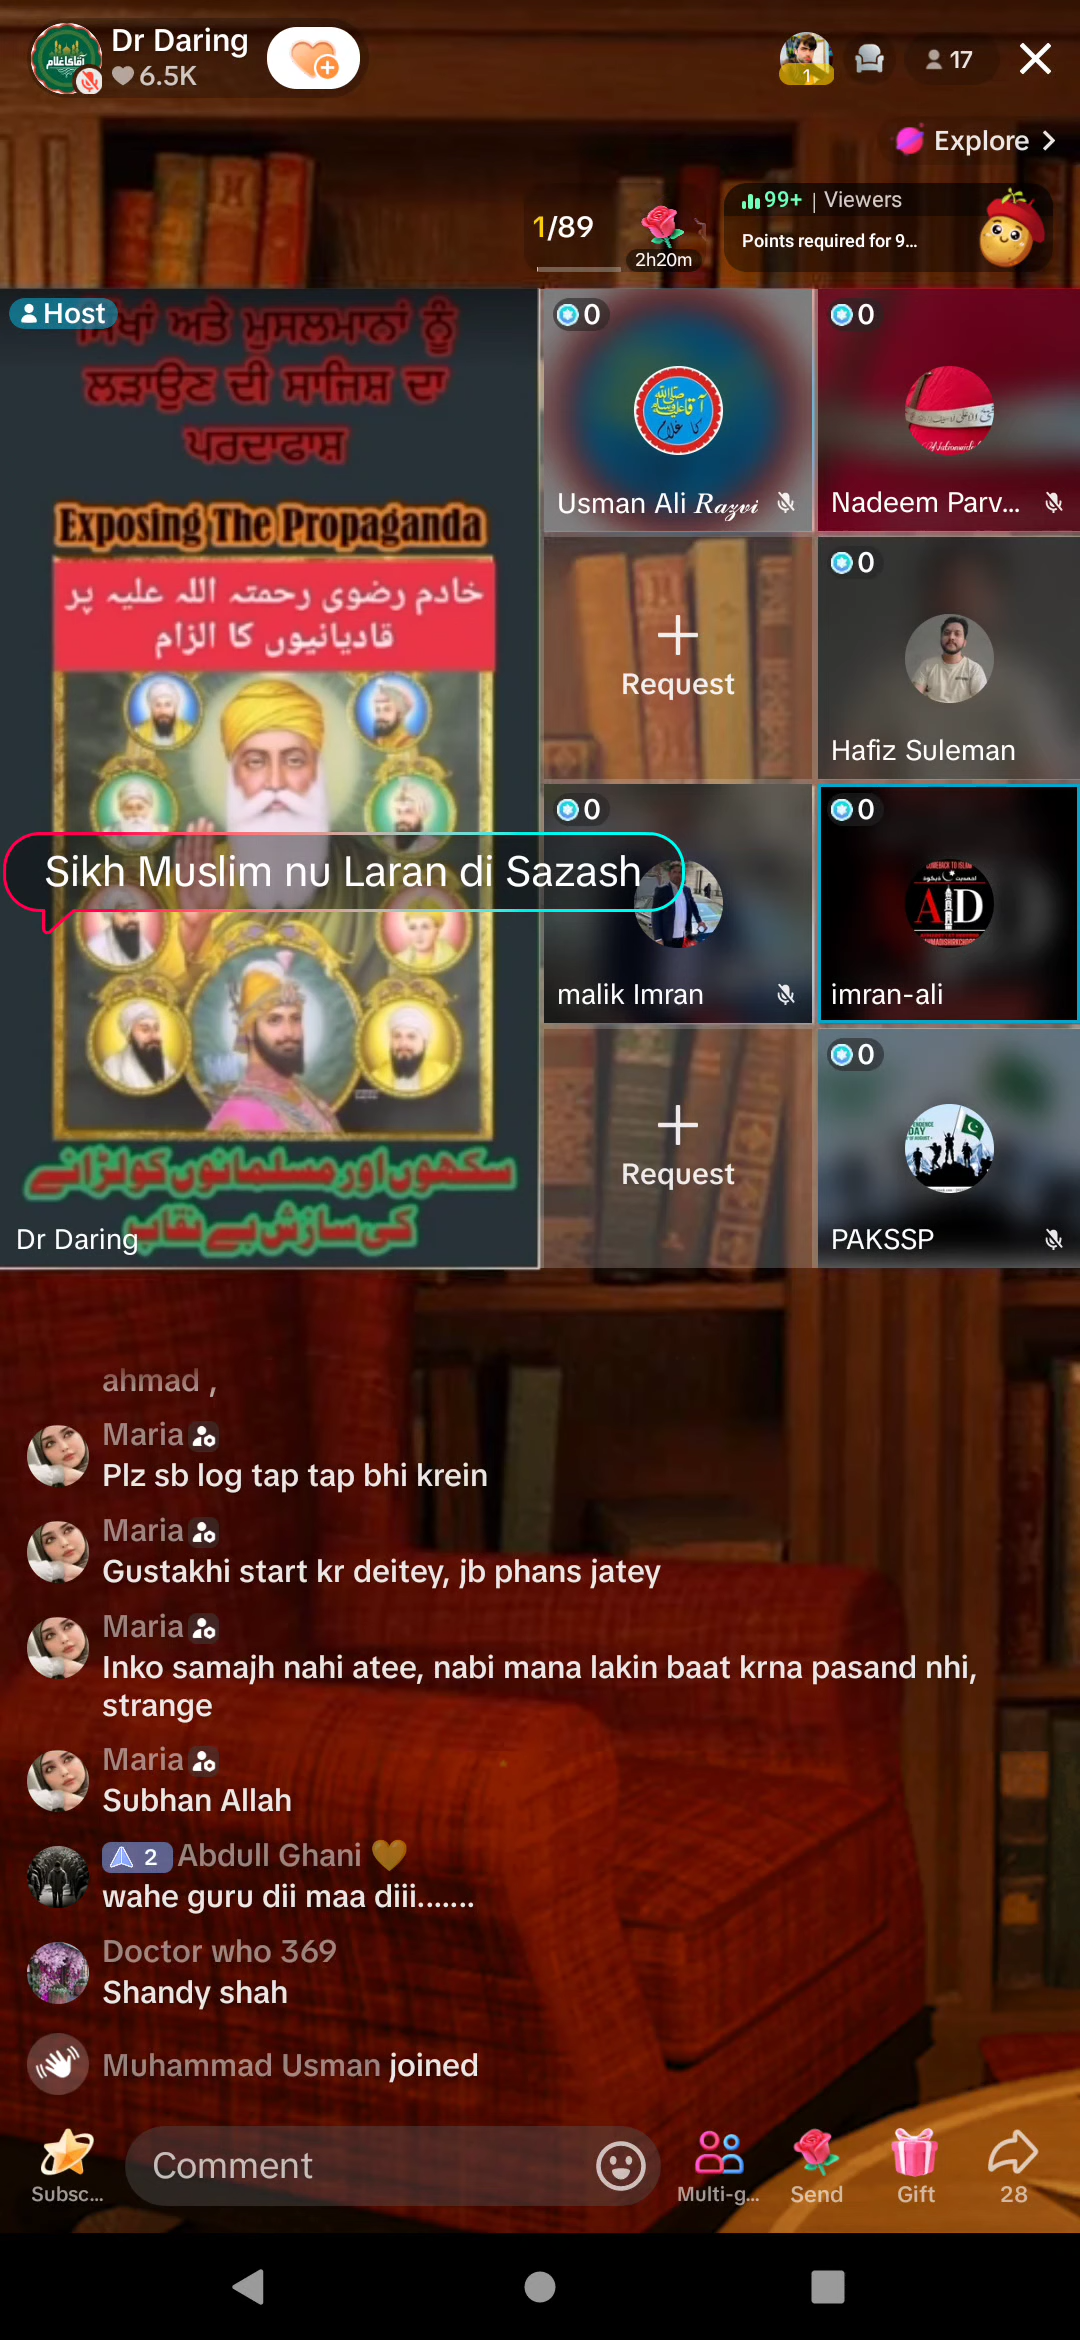 Dr Daring
6.5K
1
17
Explore
1/89
2h20m
99+ | Viewers
Points required for 9...
Host
ਸਿੱਖਾਂ ਅਤੇ ਮੁਸਲਮਾਨਾਂ ਨੂੰ
ਲੜਾਉਣ ਦੀ ਸਾਜਿਸ਼ ਦਾ
ਪਰਦਾਫਾਸ਼
Exposing The Propaganda
خادم رضوی رحمتہ اللہ علیہ پر
قادیانیوں کا الزام
Sikh Muslim nu Laran di Sazash
سکھوں اور مسلمانوں کو لڑانے
کی سازش بے نقاب
Dr Daring
0
Usman Ali Razvi
0
Nadeem Parv...
Request
0
Hafiz Suleman
0
malik Imran
0
COMEBACK TO ISLAM
AID
imran-ali
Request
0
PAKSSP
ahmad ,
Maria
Plz sb log tap tap bhi krein
Maria
Gustakhi start kr deitey, jb phans jatey
Maria
Inko samajh nahi atee, nabi mana lakin baat krna pasand nhi,
strange
Maria
Subhan Allah
2 Abdull Ghani
wahe guru dii maa diii.......
Doctor who 369
Shandy shah
Muhammad Usman joined
Subsc...
Comment
Multi-g...
Send
Gift
28